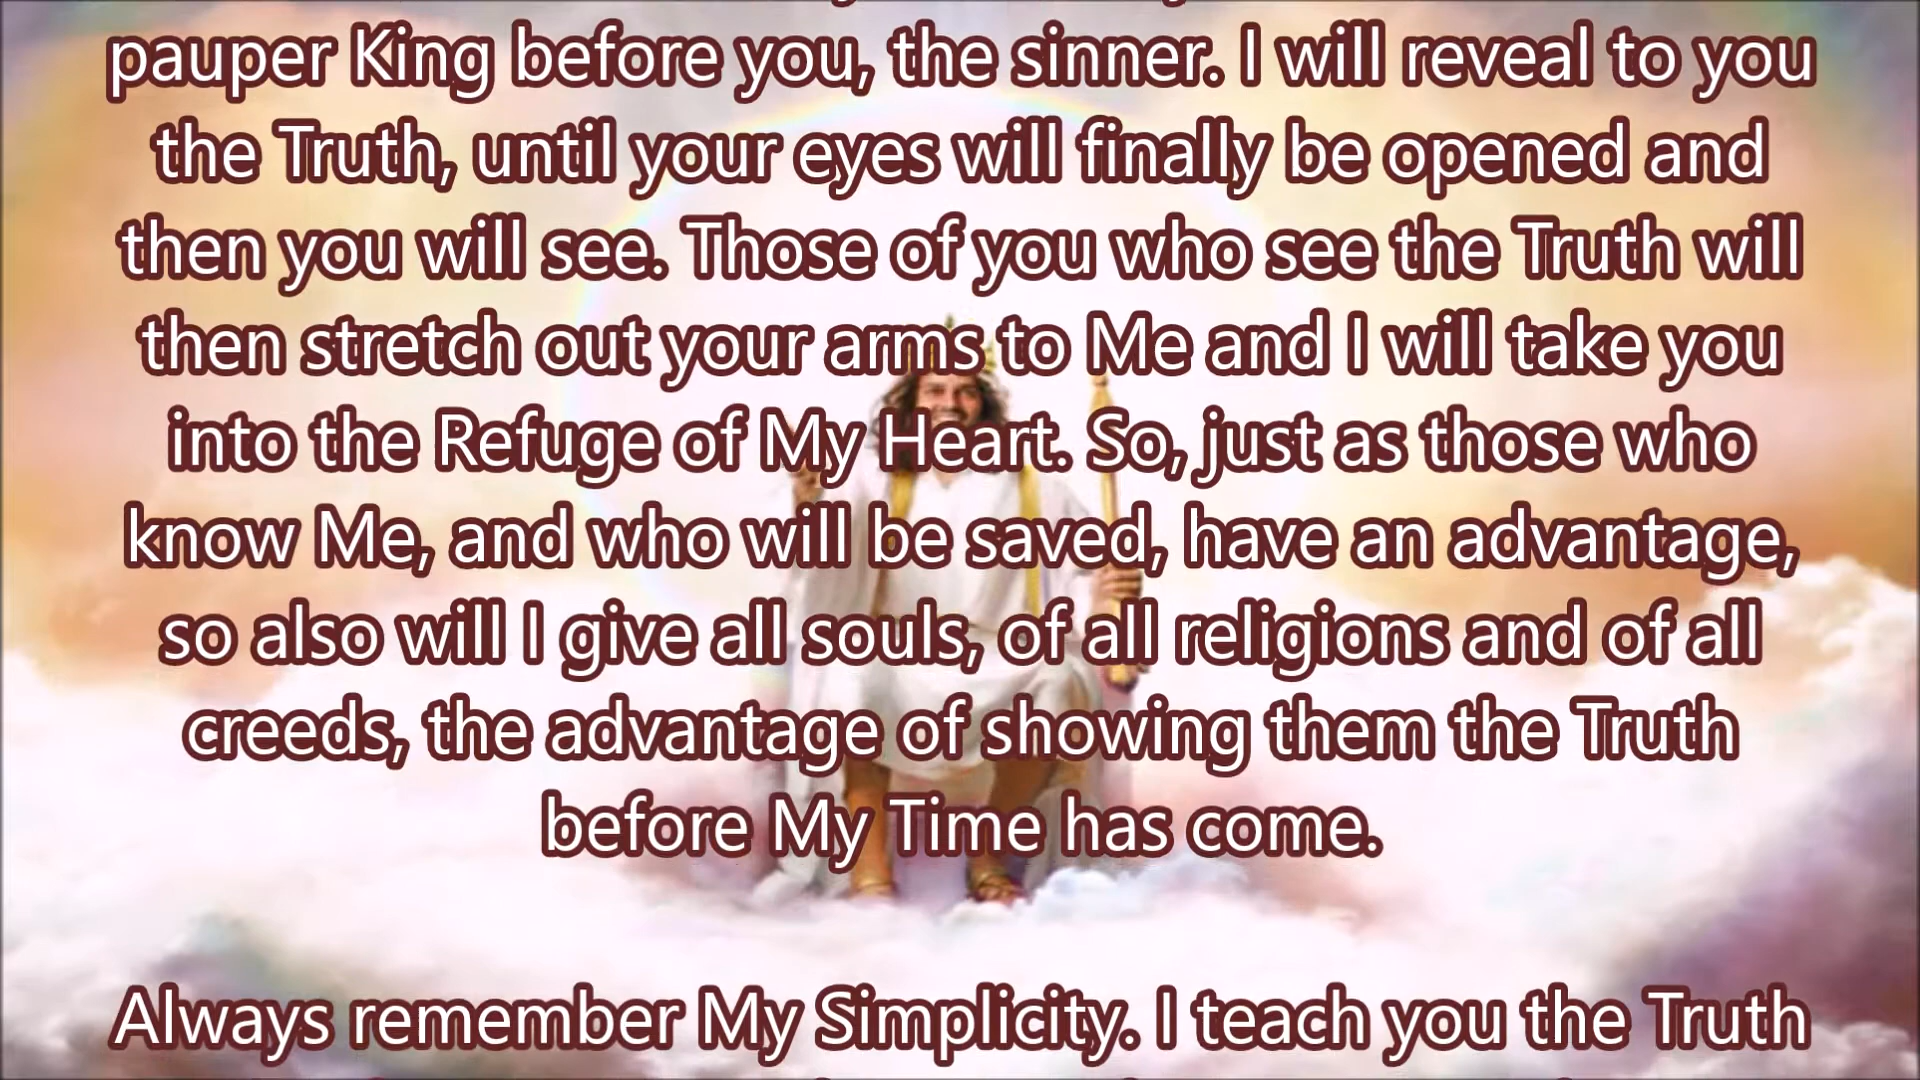 pauper King before you, the sinner. I will reveal to you
the Truth, until your eyes will finally be opened and
then you will see. Those of you who see the Truth will
then stretch out your arms to Me and I will take you
into the Refuge of My Heart. So, just as those who
know Me, and who will be saved, have an advantage,
so also will I give all souls, of all religions and of all
creeds, the advantage of showing them the Truth
before My Time has come.
Always remember My Simplicity. I teach you the Truth